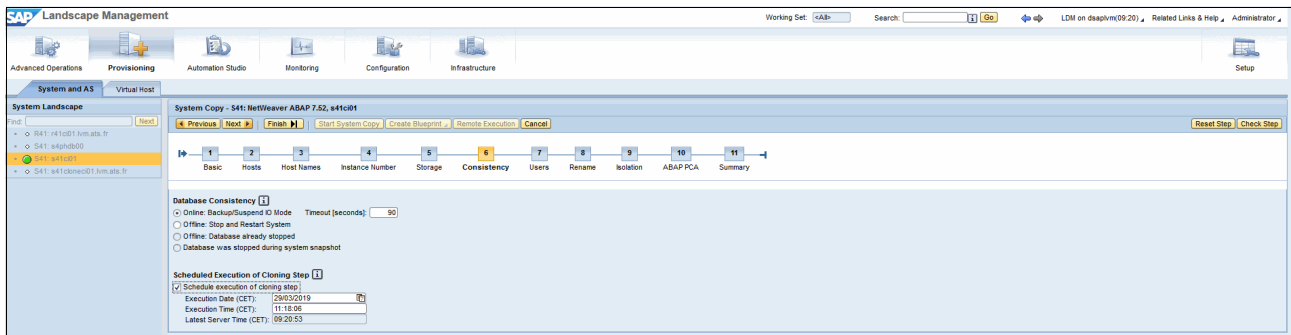 SAP Landscape Management
Working Set: <All> Search: Go LDM on dsaplvm(09:20) Related Links & Help Administrator
Advanced Operations Provisioning Automation Studio Monitoring Configuration Infrastructure Setup
System and AS Virtual Host
System Landscape
Find: Next
R41: r41ci01.lvm.ats.fr
S41: s4phdb00
S41: s41ci01
S41: s41cloneci01.lvm.ats.fr
System Copy - S41: NetWeaver ABAP 7.52, s41ci01
Previous Next Finish Start System Copy Create Blueprint Remote Execution Cancel Reset Step Check Step
1 2 3 4 5 6 7 8 9 10 11
Basic Hosts Host Names Instance Number Storage Consistency Users Rename Isolation ABAP PCA Summary
Database Consistency
Online: Backup/Suspend IO Mode Timeout [seconds]: 90
Offline: Stop and Restart System
Offline: Database already stopped
Database was stopped during system snapshot
Scheduled Execution of Cloning Step
Schedule execution of cloning step
Execution Date (CET): 29/03/2019
Execution Time (CET): 11:18:06
Latest Server Time (CET): 09:20:53